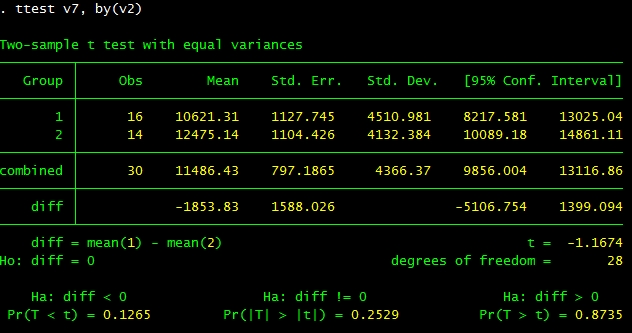 . ttest v7, by(v2)
Two-sample t test with equal variances
Group Obs Mean Std. Err. Std. Dev. [95% Conf. Interval]
1 16 10621.31 1127.745 4510.981 8217.581 13025.04
2 14 12475.14 1104.426 4132.384 10089.18 14861.11
combined 30 11486.43 797.1865 4366.37 9856.004 13116.86
diff -1853.83 1588.026 -5106.754 1399.094
diff = mean(1) - mean(2) t = -1.1674
Ho: diff = 0 degrees of freedom = 28
Ha: diff < 0 Ha: diff != 0 Ha: diff > 0
Pr(T < t) = 0.1265 Pr(|T| > |t|) = 0.2529 Pr(T > t) = 0.8735